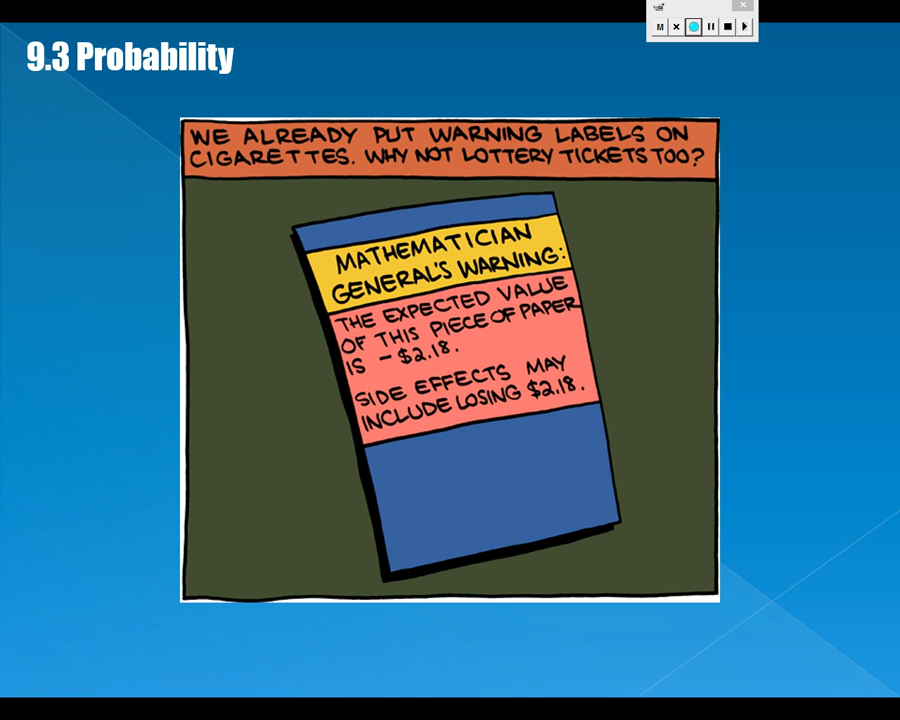 M
9.3 Probability
WE ALREADY PUT WARNING LABELS ON
CIGARETTES. WHY NOT LOTTERY TICKETS TOO?
MATHEMATICIAN
GENERAL'S WARNING:
THE EXPECTED VALUE
OF THIS PIECE OF PAPER
IS - $2.18.
SIDE EFFECTS MAY
INCLUDE LOSING $2.18.